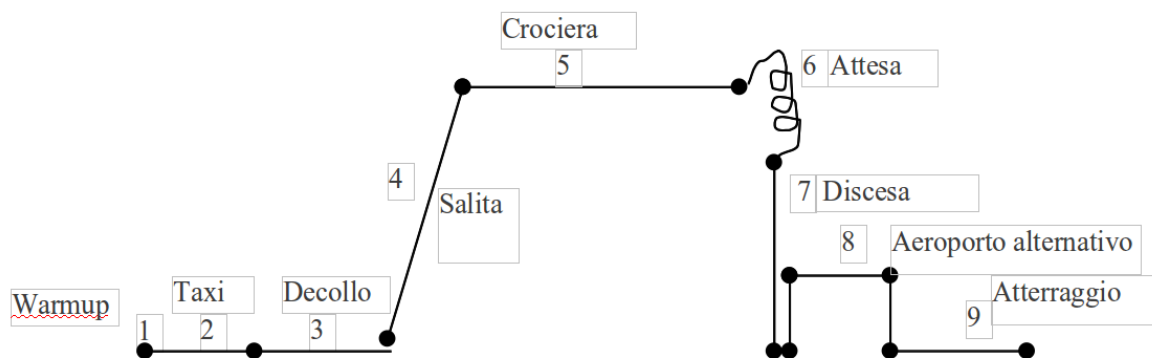 Crociera
5
6 Attesa
4
Salita
7 Discesa
8 Aeroporto alternativo
Warmup
Taxi
Decollo
Atterraggio
1
2
3
9